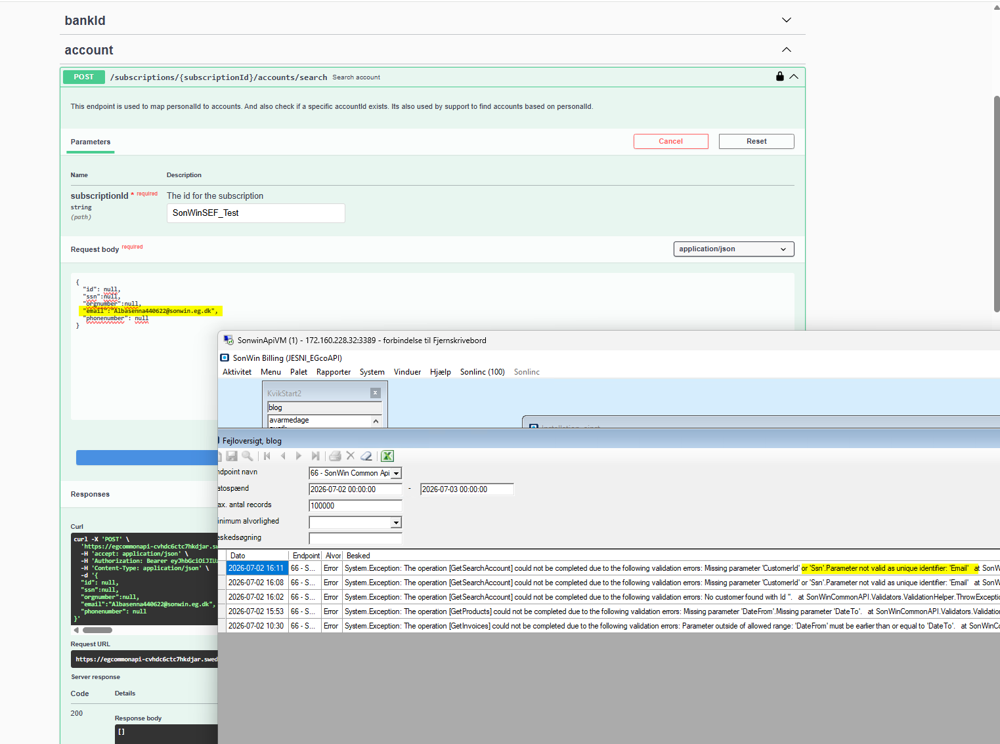 bankId
account
POST /subscriptions/{subscriptionId}/accounts/search Search account
This endpoint is used to map personalId to accounts. And also check if a specific accountId exists. Its also used by support to find accounts based on personalId.
Parameters
Cancel
Reset
Name Description
subscriptionId * required The id for the subscription
string
(path)
SonWinSEF_Test
Request body required
application/json
{
"id": null,
"ssn":null,
"orgnumber":null,
"email":"Albasenna440622@sonwin.eg.dk",
"phonenumber": null
}
Responses
Curl
curl -X 'POST' \
'https://egcommonapi-cvhdc6ctc7hkdjar.swe
-H 'accept: application/json' \
-H 'Authorization: Bearer eyJhbGciOiJIUz
-H 'Content-Type: application/json' \
-d '{
"id": null,
"ssn":null,
"orgnumber":null,
"email":"Albasenna440622@sonwin.eg.dk",
"phonenumber": null
}'
Request URL
https://egcommonapi-cvhdc6ctc7hkdjar.swed
Server response
Code Details
200
Response body
[]
SonwinApiVM (1) - 172.160.228.32:3389 - forbindelse til Fjernskrivebord
SonWin Billing (JESNI_EGcoAPI)
Aktivitet Menu Palet Rapporter System Vinduer Hjælp Sonlinc (100) Sonlinc
KvikStart2
blog
avarmedage
Fejloversigt, blog
ndpoint navn 66 - SonWin Common Api
atospænd 2026-07-02 00:00:00 - 2026-07-03 00:00:00
ax. antal records 100000
inimum alvorlighed
eskedsøgning
Dato Endpoint Alvor Besked
2026-07-02 16:11 66 - S... Error System.Exception: The operation [GetSearchAccount] could not be completed due to the following validation errors: Missing parameter 'CustomerId' or 'Ssn'.Parameter not valid as unique identifier: 'Email' at SonW
2026-07-02 16:08 66 - S... Error System.Exception: The operation [GetSearchAccount] could not be completed due to the following validation errors: Missing parameter 'CustomerId' or 'Ssn'.Parameter not valid as unique identifier: 'Email' at SonW
2026-07-02 16:02 66 - S... Error System.Exception: The operation [GetSearchAccount] could not be completed due to the following validation errors: No customer found with Id ''. at SonWinCommonAPI.Validators.ValidationHelper.ThrowExceptio
2026-07-02 15:53 66 - S... Error System.Exception: The operation [GetProducts] could not be completed due to the following validation errors: Missing parameter 'DateFrom'.Missing parameter 'DateTo'. at SonWinCommonAPI.Validators.Validation
2026-07-02 10:30 66 - S... Error System.Exception: The operation [GetInvoices] could not be completed due to the following validation errors: Parameter outside of allowed range: 'DateFrom' must be earlier than or equal to 'DateTo'. at SonWinCo